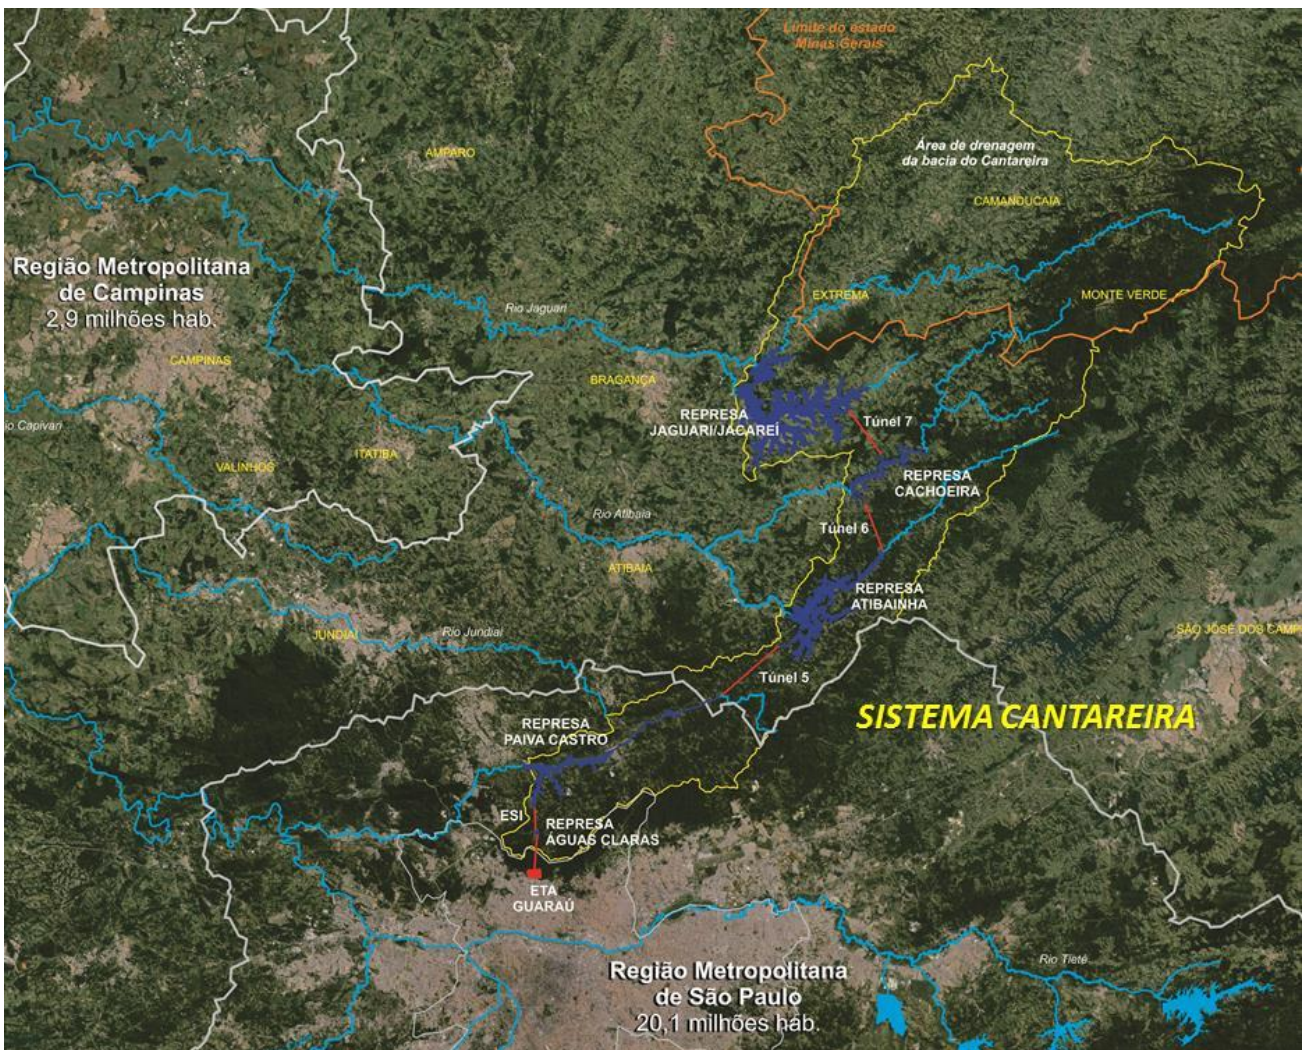 Limite do estado
Minas Gerais
AMPARO
Área de drenagem
da bacia do Cantareira
CAMANDUCAIA
Região Metropolitana
de Campinas
2,9 milhões hab.
EXTREMA
MONTE VERDE
Rio Jaguari
CAMPINAS
BRAGANÇA
REPRESA
JAGUARI/JACAREÍ
Túnel 7
io Capivari
VALINHOS
ITATIBA
REPRESA
CACHOEIRA
Rio Atibaia
Túnel 6
ATIBAIA
REPRESA
ATIBAINHA
JUNDIAÍ
Rio Jundiaí
SÃO JOSÉ DOS CAMP
Túnel 5
SISTEMA CANTAREIRA
REPRESA
PAIVA CASTRO
ESI
REPRESA
ÁGUAS CLARAS
ETA
GUARAÚ
Rio Tietê
Região Metropolitana
de São Paulo
20,1 milhões hab.